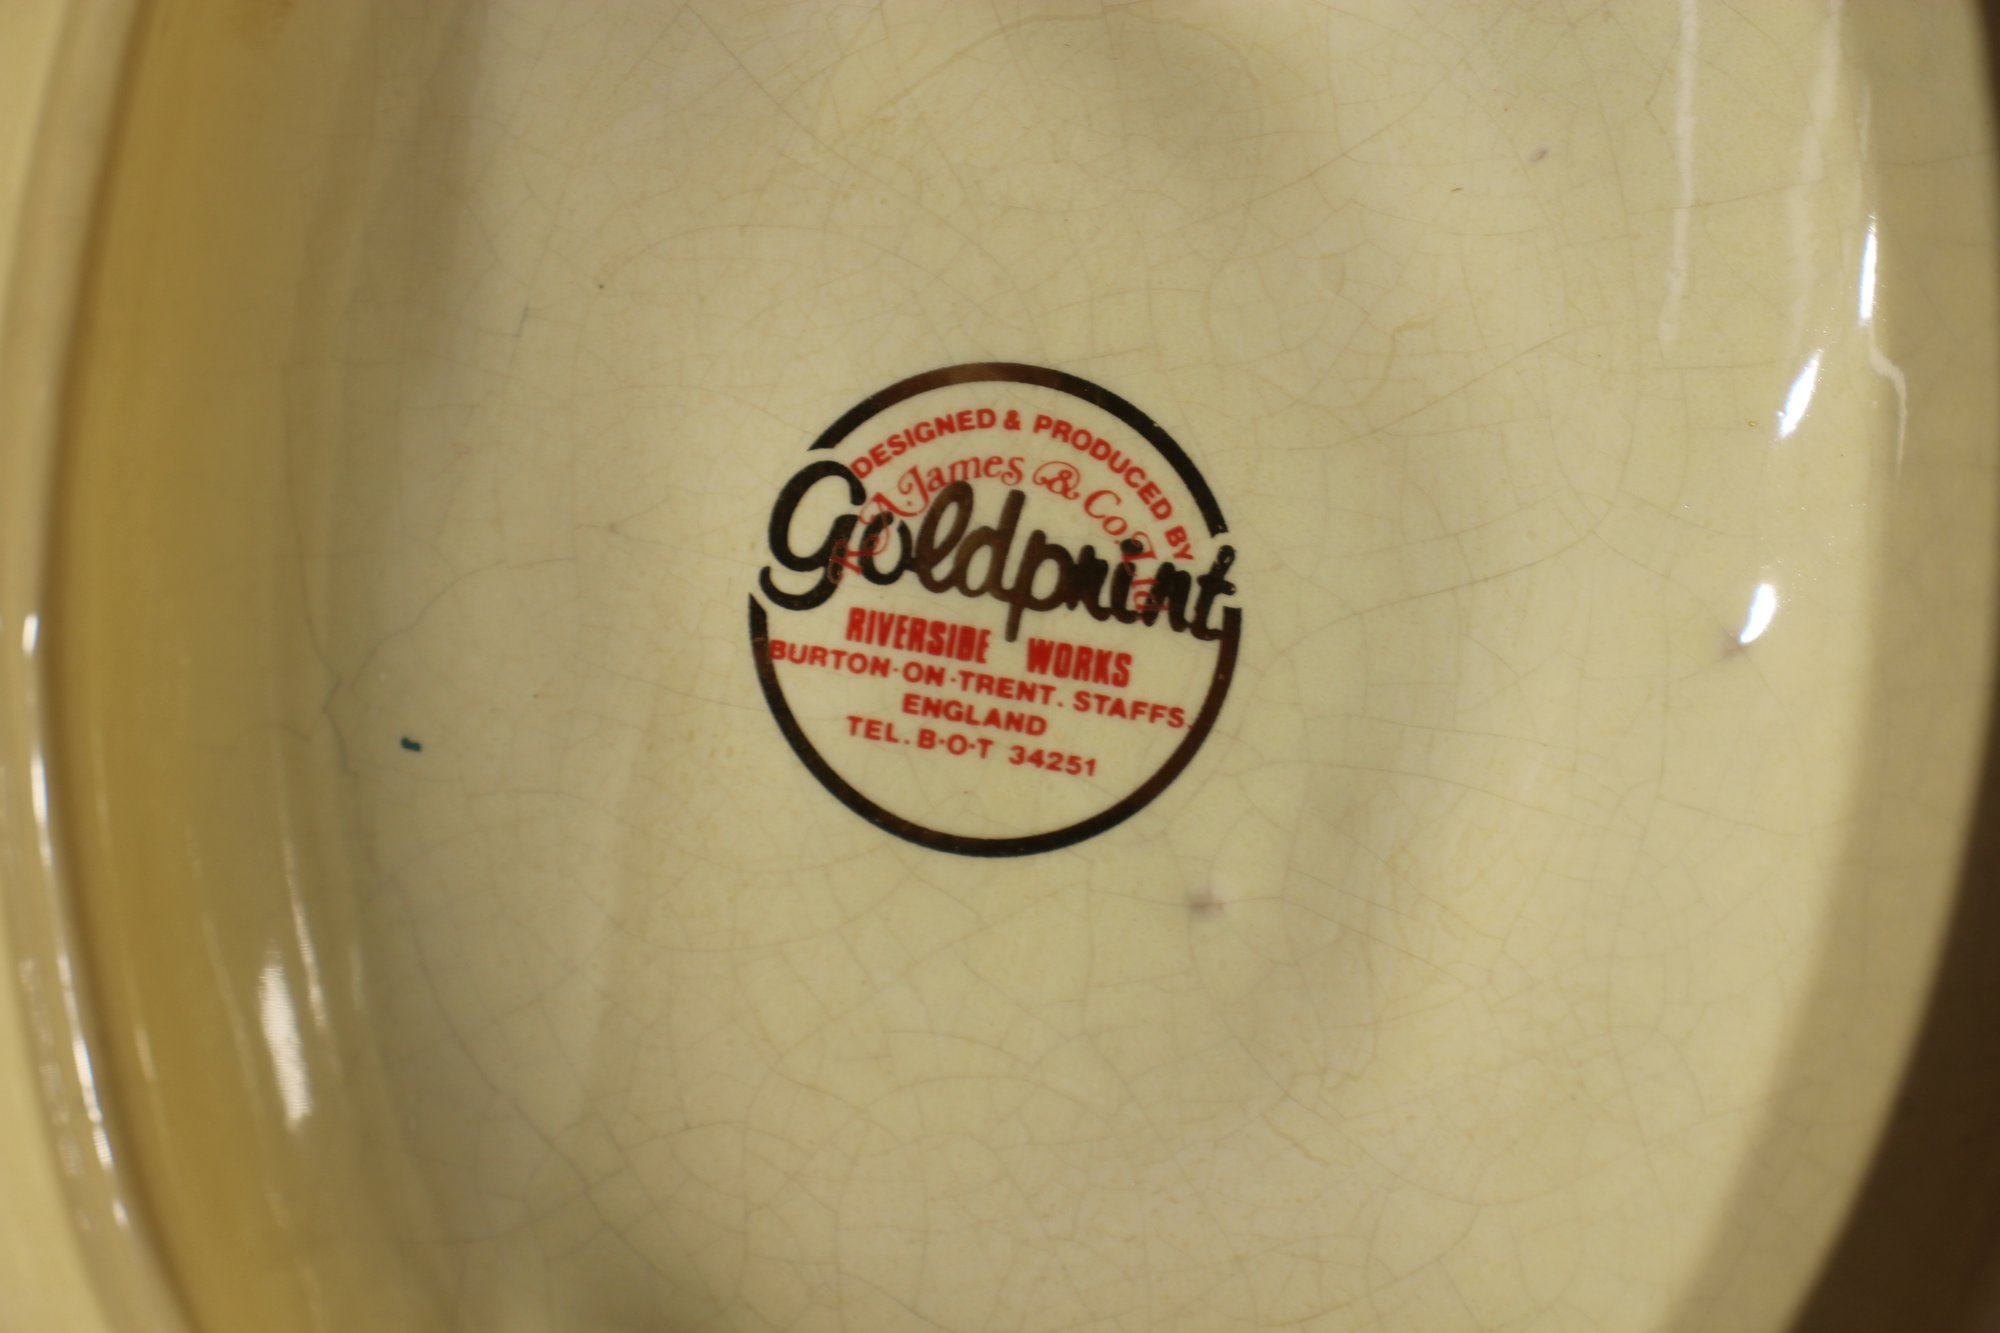 DESIGNED & PRODUCED BY
A. James & Co. Ltd
Goldprint
RIVERSIDE WORKS
BURTON-ON-TRENT. STAFFS.
ENGLAND
TEL. B·O·T 34251